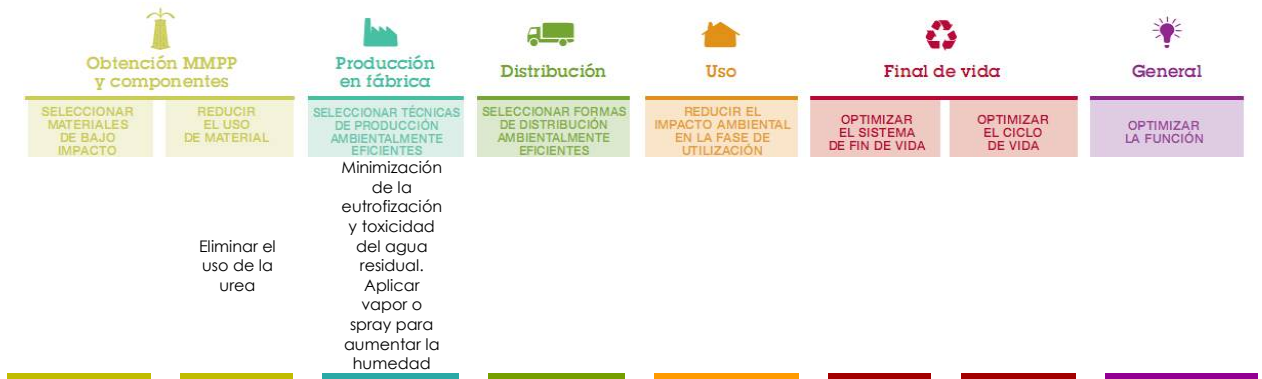 Obtención MMPP
y componentes
Producción
en fábrica
Distribución
Uso
Final de vida
General
SELECCIONAR
MATERIALES
DE BAJO
IMPACTO
REDUCIR
EL USO
DE MATERIAL
SELECCIONAR TÉCNICAS
DE PRODUCCIÓN
AMBIENTALMENTE
EFICIENTES
SELECCIONAR FORMAS
DE DISTRIBUCIÓN
AMBIENTALMENTE
EFICIENTES
REDUCIR EL
IMPACTO AMBIENTAL
EN LA FASE DE
UTILIZACIÓN
OPTIMIZAR
EL SISTEMA
DE FIN DE VIDA
OPTIMIZAR
EL CICLO
DE VIDA
OPTIMIZAR
LA FUNCIÓN
Eliminar el
uso de la
urea
Minimización
de la
eutrofización
y toxicidad
del agua
residual.
Aplicar
vapor o
spray para
aumentar la
humedad